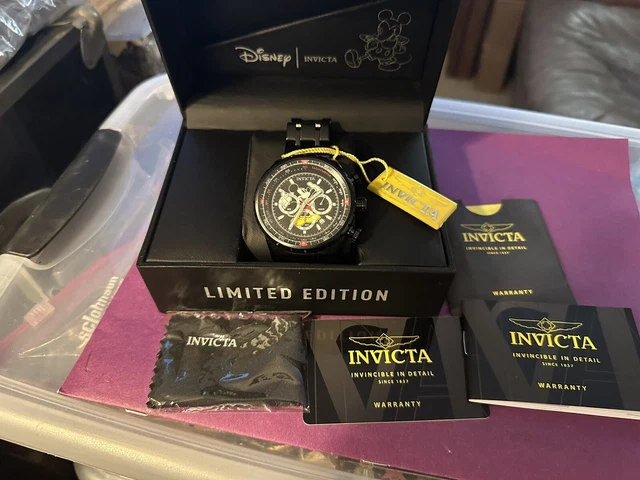 Disney | INVICTA
INVICTA
INVICTA
LIMITED EDITION
INVICTA
INVINCIBLE IN DETAIL
SINCE 1837
WARRANTY
INVICTA
INVICTA
INVINCIBLE IN DETAIL
SINCE 1837
WARRANTY
INVICTA
INVINCIBLE IN DETAIL
SINCE 1837
WARRANTY